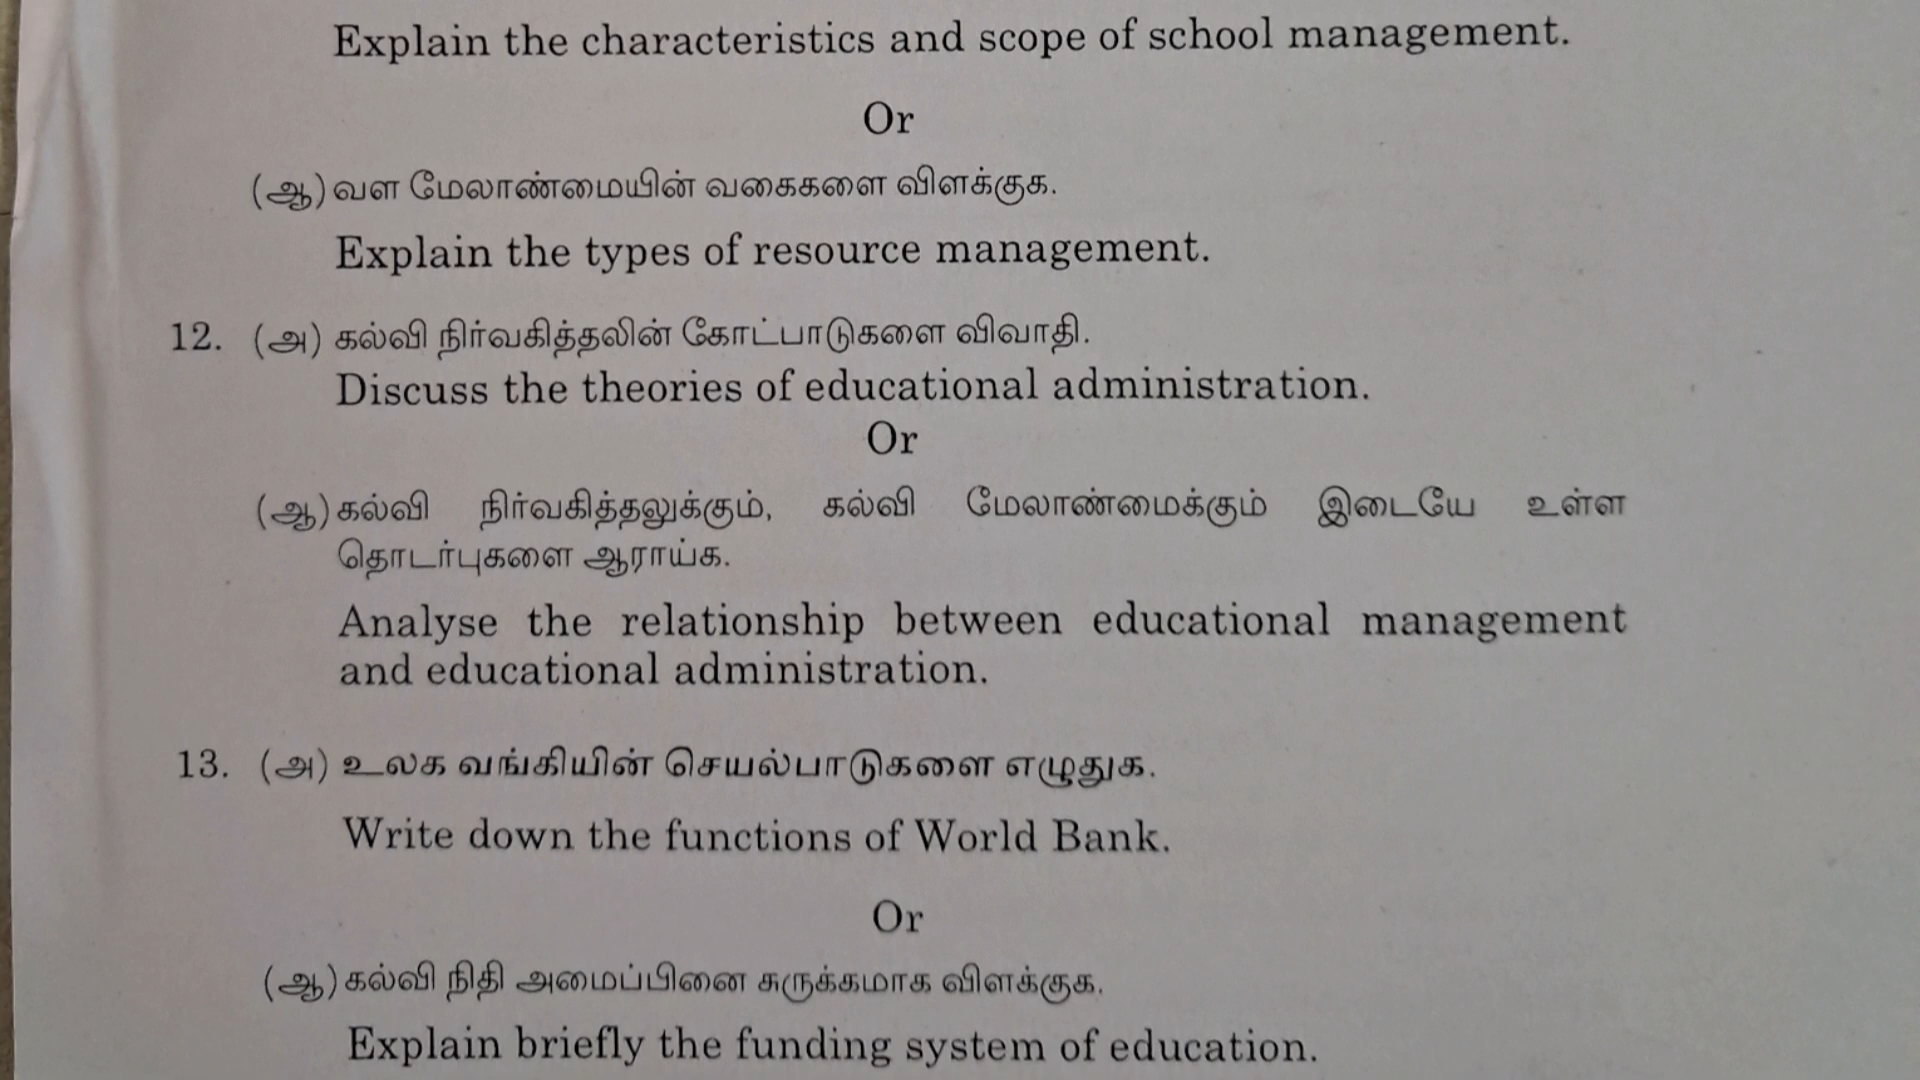 Explain the characteristics and scope of school management.
Or
(ஆ) வள மேலாண்மையின் வகைகளை விளக்குக.
Explain the types of resource management.
12. (அ) கல்வி நிர்வகித்தலின் கோட்பாடுகளை விவாதி.
Discuss the theories of educational administration.
Or
(ஆ) கல்வி நிர்வகித்தலுக்கும், கல்வி மேலாண்மைக்கும் இடையே உள்ள
தொடர்புகளை ஆராய்க.
Analyse the relationship between educational management
and educational administration.
13. (அ) உலக வங்கியின் செயல்பாடுகளை எழுதுக.
Write down the functions of World Bank.
Or
(ஆ) கல்வி நிதி அமைப்பினை சுருக்கமாக விளக்குக.
Explain briefly the funding system of education.